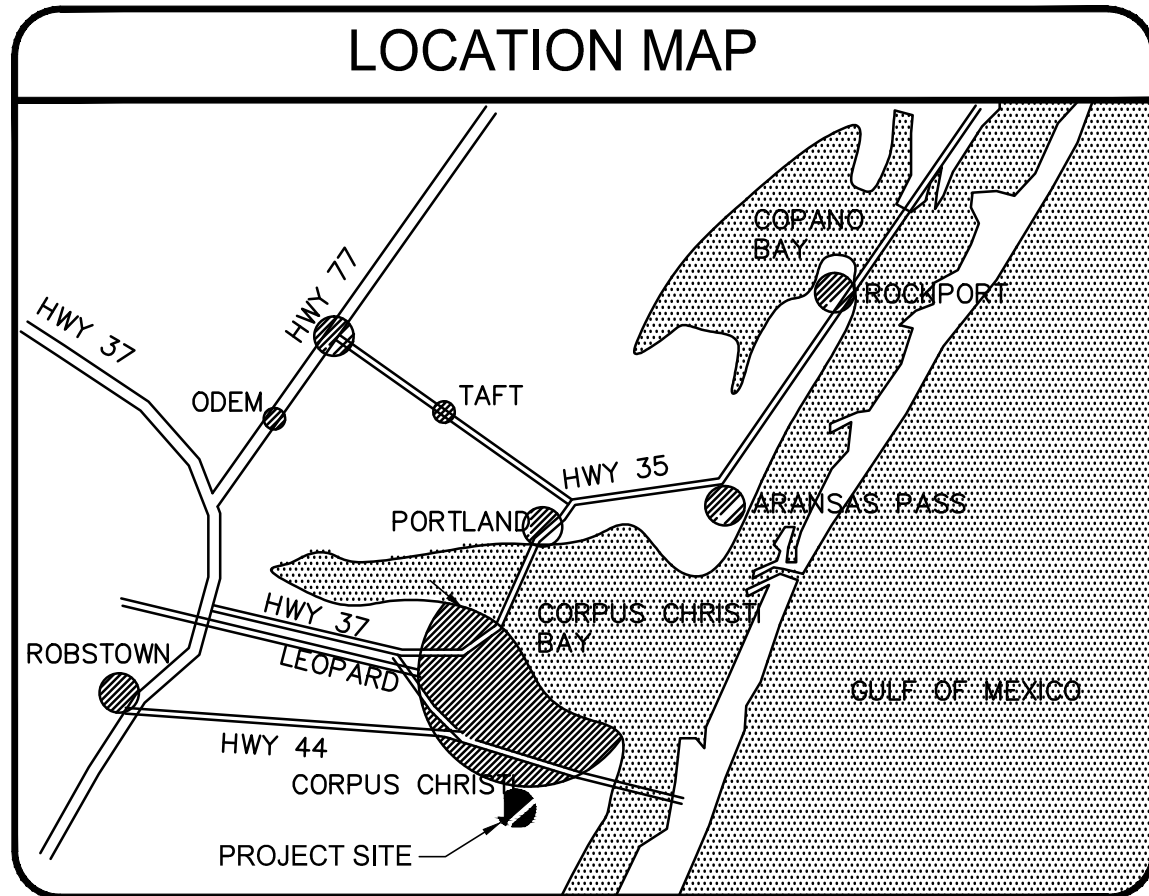 LOCATION MAP
COPANO
BAY
HWY 77
ROCKPORT
HWY 37
ODEM
TAFT
HWY 35
ARANSAS PASS
PORTLAND
HWY 37
CORPUS CHRISTI
BAY
ROBSTOWN
LEOPARD
GULF OF MEXICO
HWY 44
CORPUS CHRISTI
PROJECT SITE